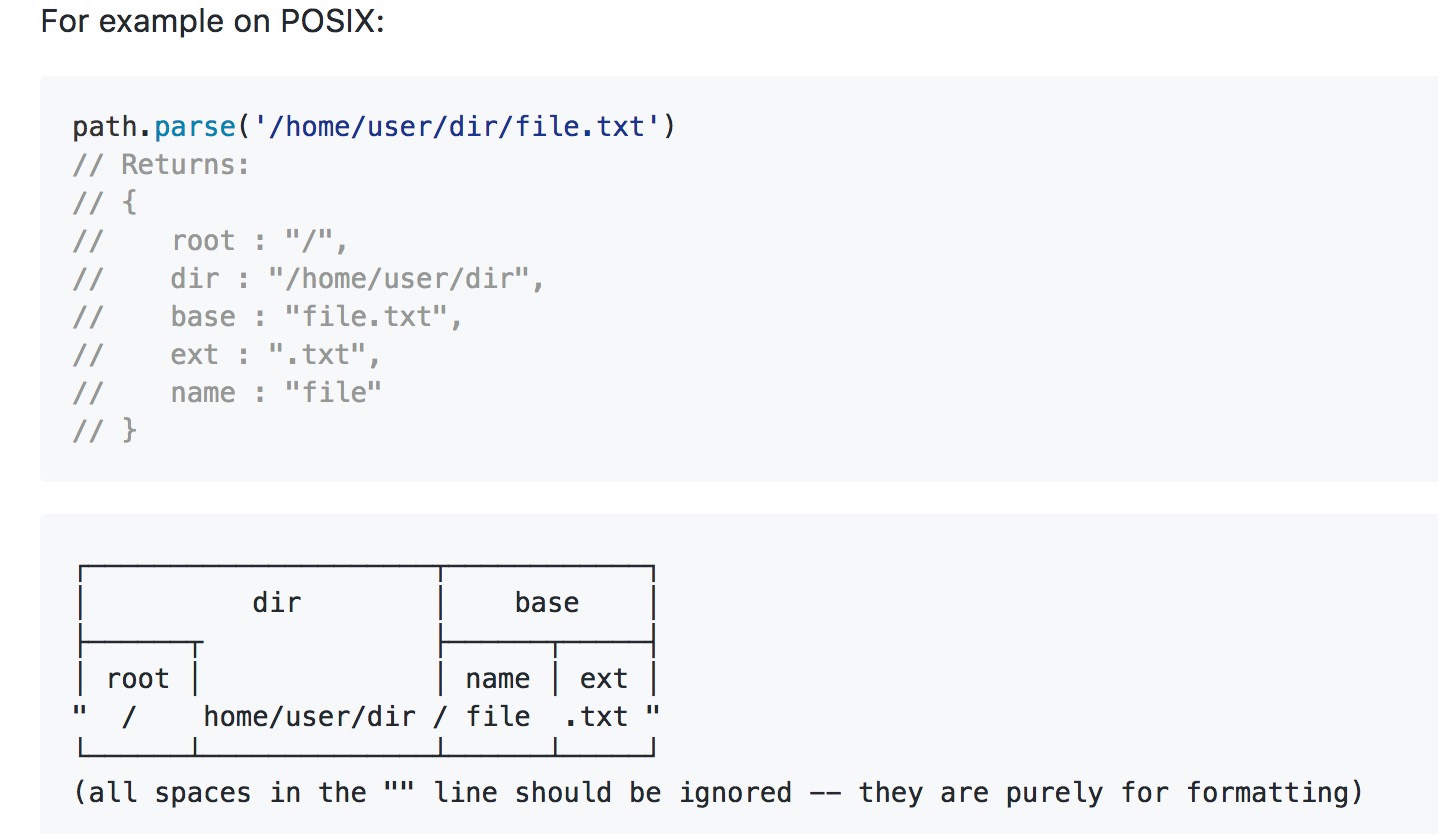 For example on POSIX:
path.parse('/home/user/dir/file.txt')
// Returns:
// {
//    root : "/",
//    dir : "/home/user/dir",
//    base : "file.txt",
//    ext : ".txt",
//    name : "file"
// }
┌─────────────────────┬────────────┐
│          dir        │    base    │
├──────┬              ├──────┬─────┤
│ root │              │ name │ ext │
"  /    home/user/dir / file  .txt "
└──────┴──────────────┴──────┴─────┘
(all spaces in the "" line should be ignored -- they are purely for formatting)